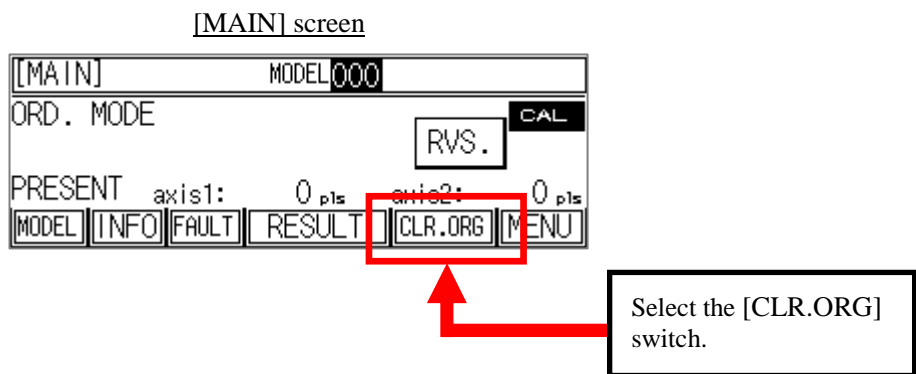 [MAIN] screen
[MAIN] MODEL 000
ORD. MODE CAL
RVS.
PRESENT axis1: 0 pls axis2: 0 pls
MODEL INFO FAULT RESULT CLR.ORG MENU
Select the [CLR.ORG]
switch.